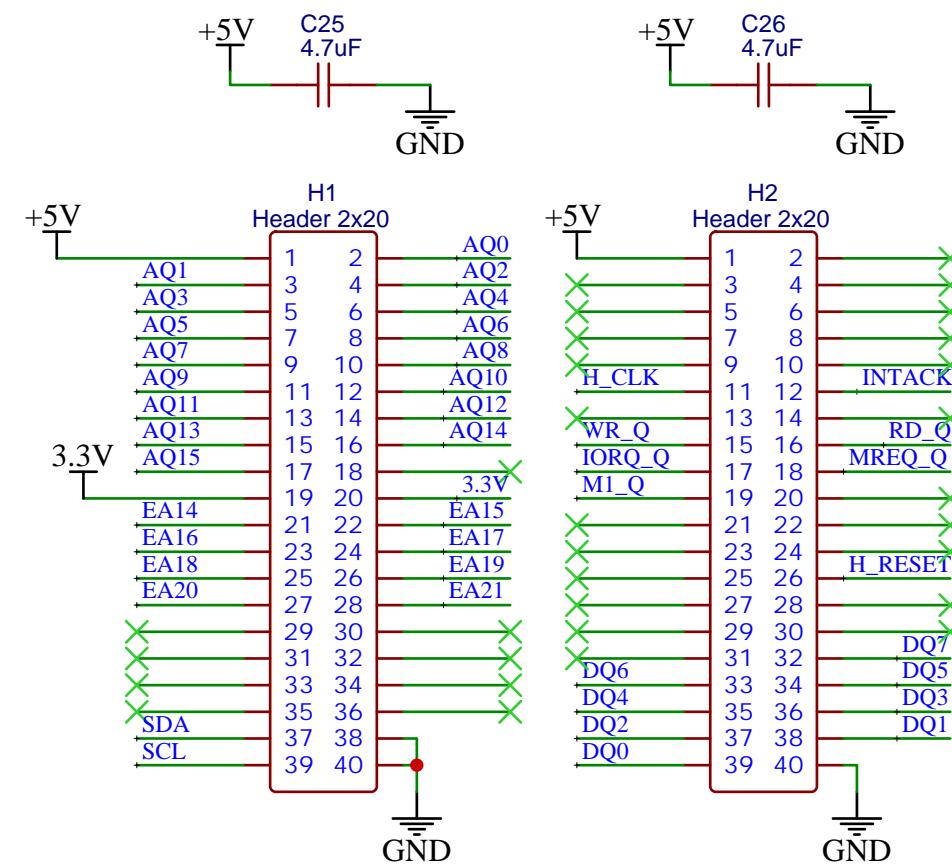 +5V C25 +5V C26
4.7uF 4.7uF
GND GND
H1 H2
+5V Header 2x20 +5V Header 2x20
1 2 AQ0 1 2
AQ1 3 4 AQ2 3 4
AQ3 5 6 AQ4 5 6
AQ5 7 8 AQ6 7 8
AQ7 9 10 AQ8 9 10
AQ9 11 12 AQ10 H_CLK 11 12 INTACK
AQ11 13 14 AQ12 13 14
AQ13 15 16 AQ14 WR_Q 15 16 RD_Q
3.3V AQ15 17 18 IORQ_Q 17 18 MREQ_Q
19 20 3.3V M1_Q 19 20
EA14 21 22 EA15 21 22
EA16 23 24 EA17 23 24
EA18 25 26 EA19 25 26 H_RESET
EA20 27 28 EA21 27 28
29 30 29 30
31 32 31 32 DQ7
33 34 DQ6 33 34 DQ5
35 36 DQ4 35 36 DQ3
SDA 37 38 DQ2 37 38 DQ1
SCL 39 40 DQ0 39 40
GND GND